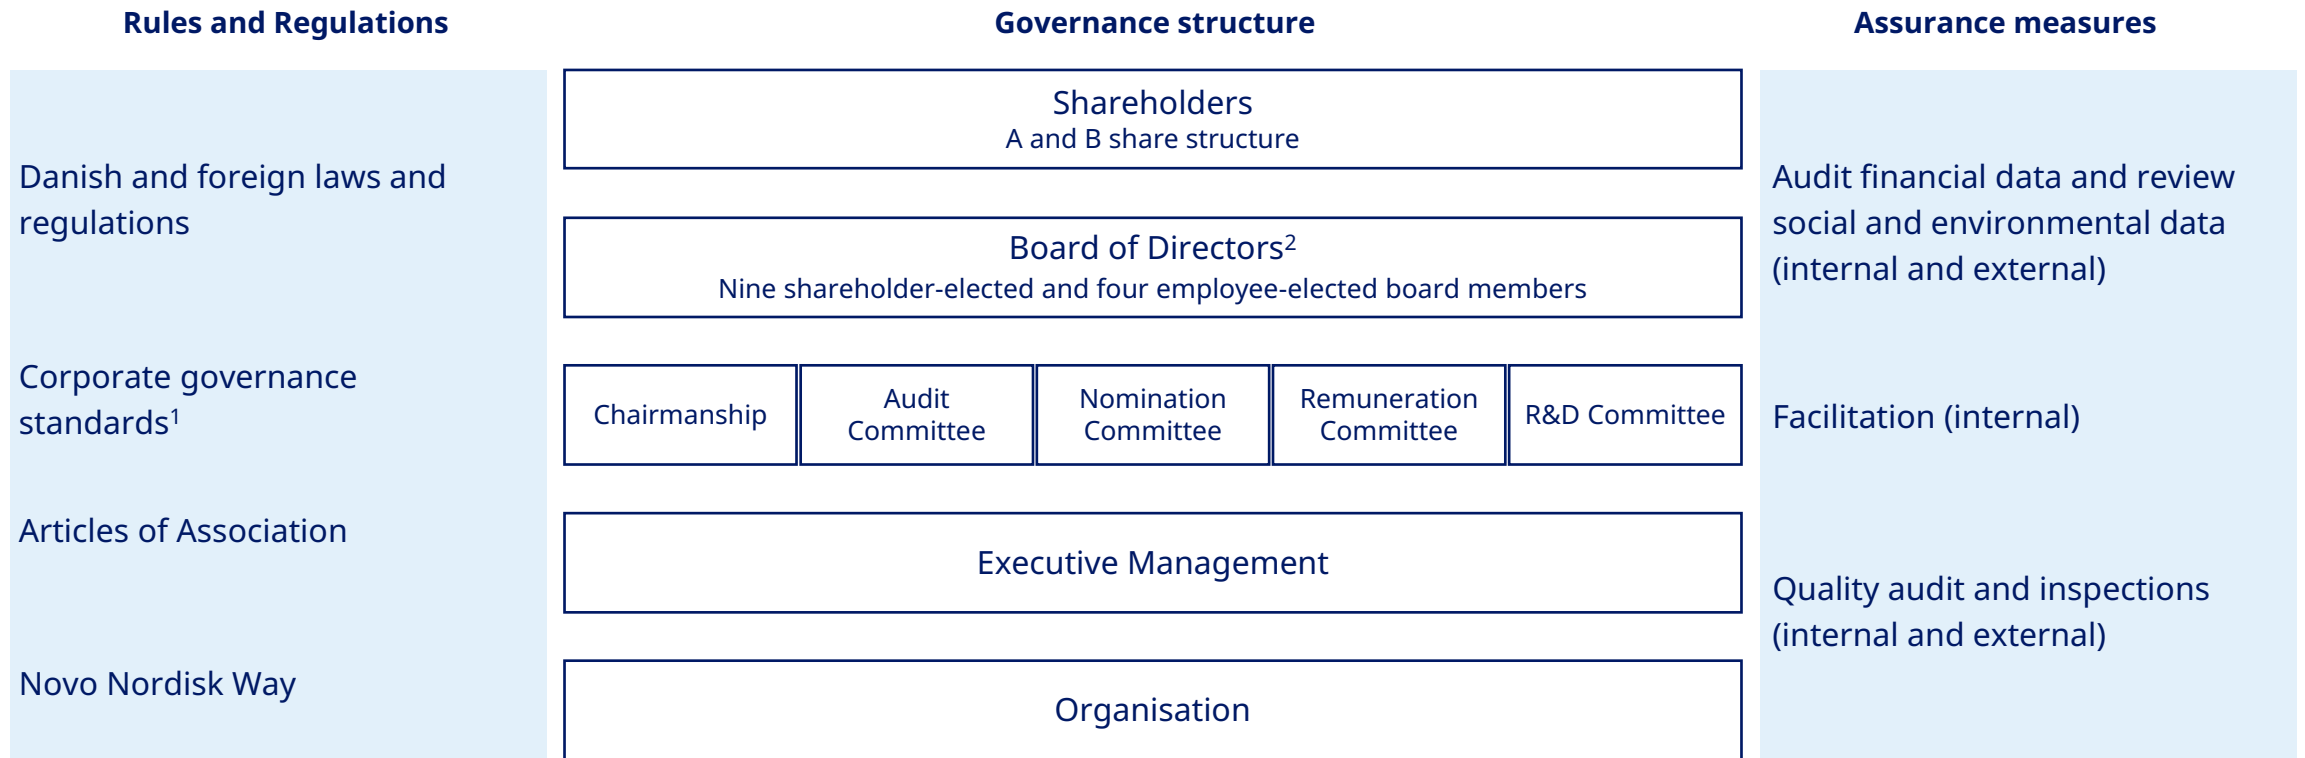 Rules and Regulations
Governance structure
Assurance measures
Danish and foreign laws and
regulations
Corporate governance
standards¹
Articles of Association
Novo Nordisk Way
Shareholders
A and B share structure
Board of Directors²
Nine shareholder-elected and four employee-elected board members
Chairmanship
Audit
Committee
Nomination
Committee
Remuneration
Committee
R&D Committee
Executive Management
Organisation
Audit financial data and review
social and environmental data
(internal and external)
Facilitation (internal)
Quality audit and inspections
(internal and external)